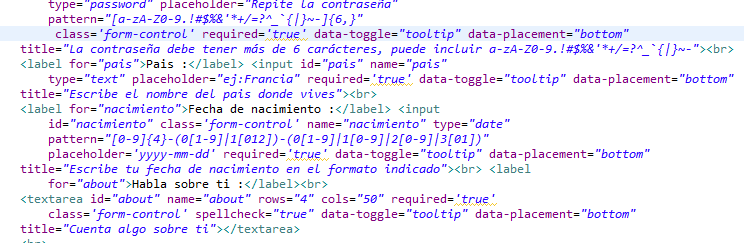 type="password" placeholder="Repite la contraseña"
pattern="[a-zA-Z0-9.!#$%&'*+/=?^_`{|}~-]{6,}"
class='form-control' required='true' data-toggle="tooltip" data-placement="bottom"
title="La contraseña debe tener más de 6 carácteres, puede incluir a-zA-Z0-9.!#$%&'*+/=?^_`{|}~-"><br>
<label for="pais">Pais :</label> <input id="pais" name="pais"
type="text" placeholder="ej:Francia" required='true' data-toggle="tooltip" data-placement="bottom"
title="Escribe el nombre del pais donde vives"><br>
<label for="nacimiento">Fecha de nacimiento :</label> <input
id="nacimiento" class='form-control' name="nacimiento" type="date"
pattern="[0-9]{4}-(0[1-9]|1[012])-(0[1-9]|1[0-9]|2[0-9]|3[01])"
placeholder='yyyy-mm-dd' required='true' data-toggle="tooltip" data-placement="bottom"
title="Escribe tu fecha de nacimiento en el formato indicado"><br> <label
for="about">Habla sobre ti :</label><br>
<textarea id="about" name="about" rows="4" cols="50" required='true'
class='form-control' spellcheck="true" data-toggle="tooltip" data-placement="bottom"
title="Cuenta algo sobre ti"></textarea>
<br>